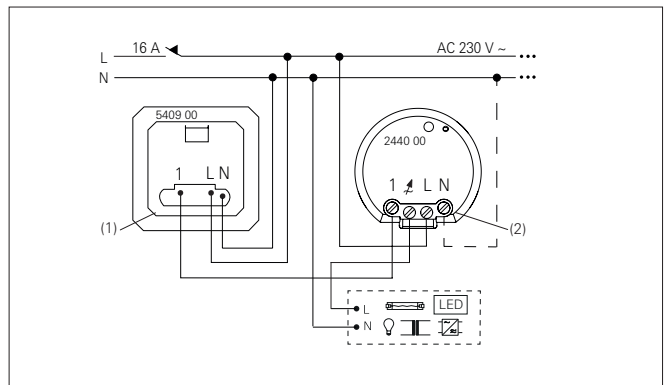 L 16 A AC 230 V ~ •••
N •••
5409 00
1 L N
(1)
2440 00
1 L N
(2)
L LED
N